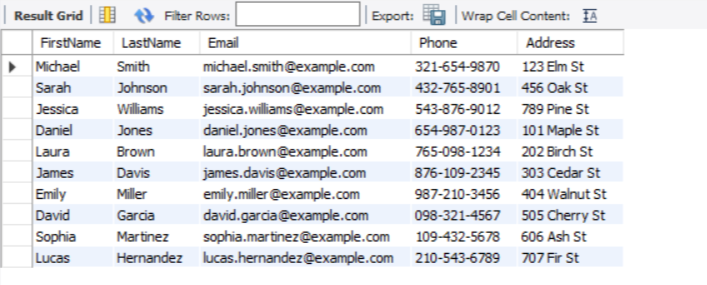 Result Grid Filter Rows: Export: Wrap Cell Content: IA
FirstName LastName Email Phone Address
Michael Smith michael.smith@example.com 321-654-9870 123 Elm St
Sarah Johnson sarah.johnson@example.com 432-765-8901 456 Oak St
Jessica Williams jessica.williams@example.com 543-876-9012 789 Pine St
Daniel Jones daniel.jones@example.com 654-987-0123 101 Maple St
Laura Brown laura.brown@example.com 765-098-1234 202 Birch St
James Davis james.davis@example.com 876-109-2345 303 Cedar St
Emily Miller emily.miller@example.com 987-210-3456 404 Walnut St
David Garcia david.garcia@example.com 098-321-4567 505 Cherry St
Sophia Martinez sophia.martinez@example.com 109-432-5678 606 Ash St
Lucas Hernandez lucas.hernandez@example.com 210-543-6789 707 Fir St